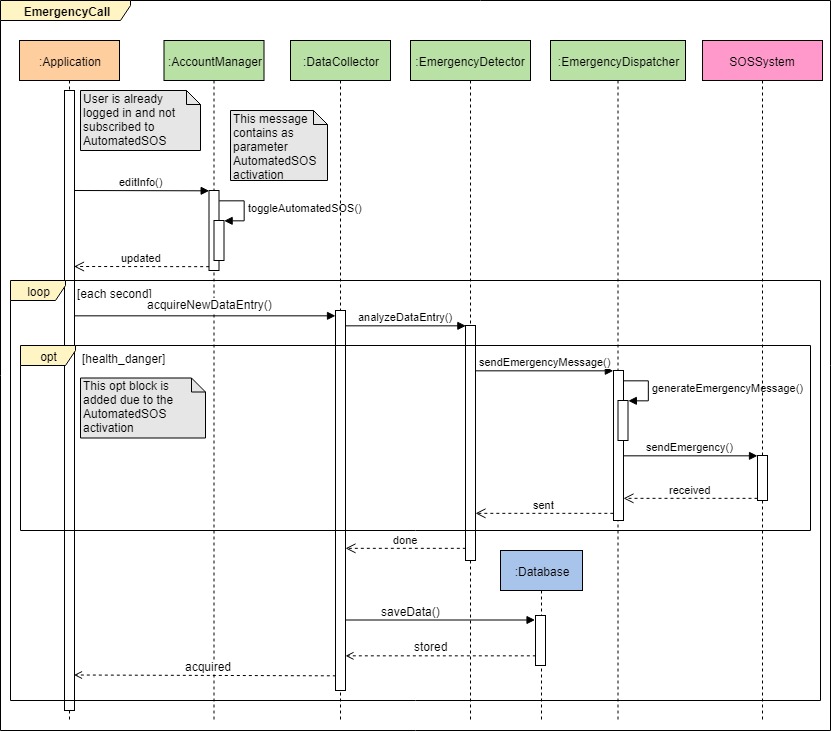 EmergencyCall
:Application
:AccountManager
:DataCollector
:EmergencyDetector
:EmergencyDispatcher
SOSSystem
User is already
logged in and not
subscribed to
AutomatedSOS
This message
contains as
parameter
AutomatedSOS
activation
editInfo()
toggleAutomatedSOS()
updated
loop
[each second]
acquireNewDataEntry()
analyzeDataEntry()
opt
[health_danger]
sendEmergencyMessage()
This opt block is
added due to the
AutomatedSOS
activation
generateEmergencyMessage()
sendEmergency()
received
sent
done
:Database
saveData()
stored
acquired